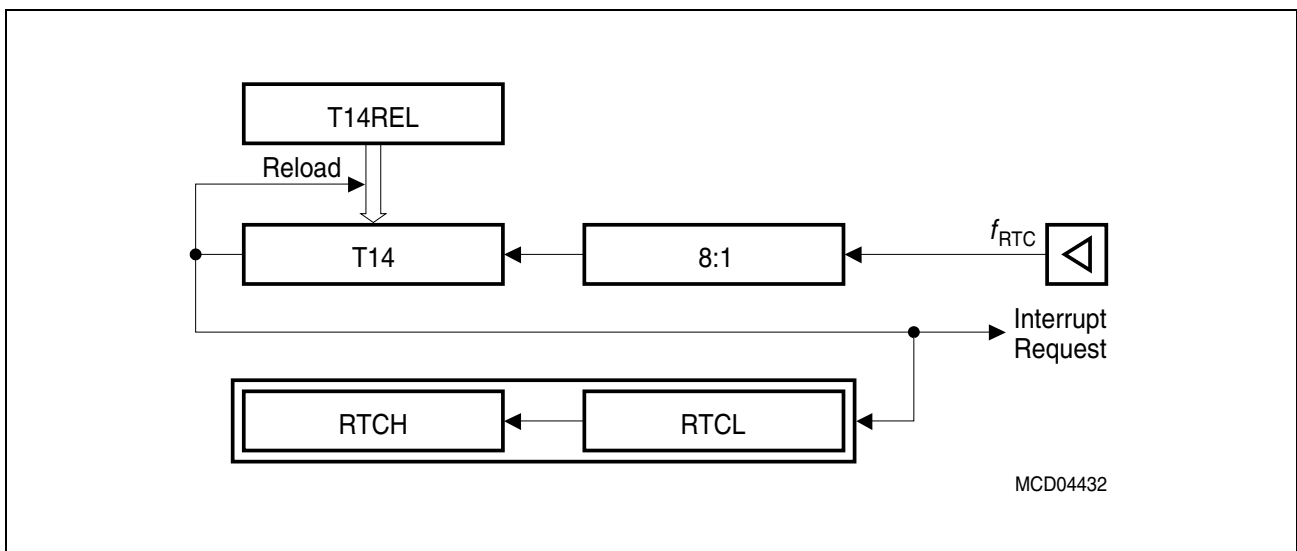 T14REL
Reload
T14
8:1
fRTC
Interrupt
Request
RTCH
RTCL
MCD04432